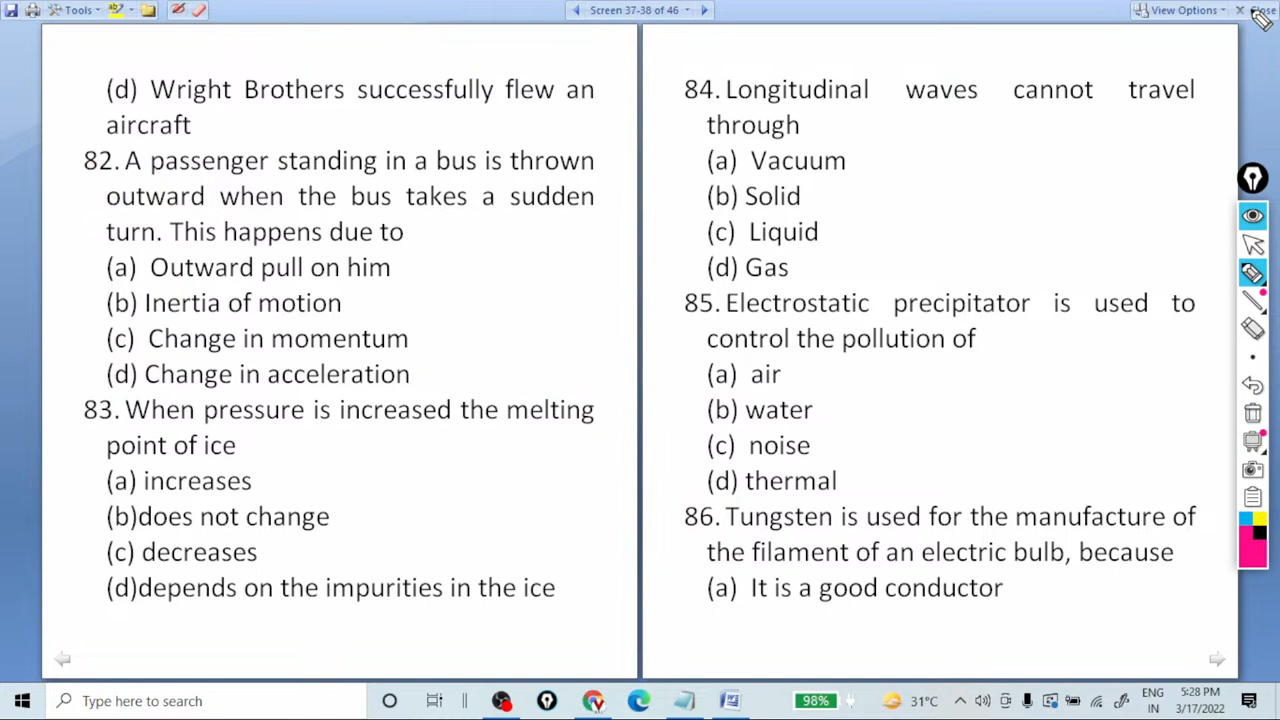 Tools
Screen 37-38 of 46
View Options
Close
(d) Wright Brothers successfully flew an
aircraft
82. A passenger standing in a bus is thrown
outward when the bus takes a sudden
turn. This happens due to
(a) Outward pull on him
(b) Inertia of motion
(c) Change in momentum
(d) Change in acceleration
83. When pressure is increased the melting
point of ice
(a) increases
(b)does not change
(c) decreases
(d)depends on the impurities in the ice
84. Longitudinal waves cannot travel
through
(a) Vacuum
(b) Solid
(c) Liquid
(d) Gas
85. Electrostatic precipitator is used to
control the pollution of
(a) air
(b) water
(c) noise
(d) thermal
86. Tungsten is used for the manufacture of
the filament of an electric bulb, because
(a) It is a good conductor
Type here to search
98%
31°C
ENG
IN
5:28 PM
3/17/2022